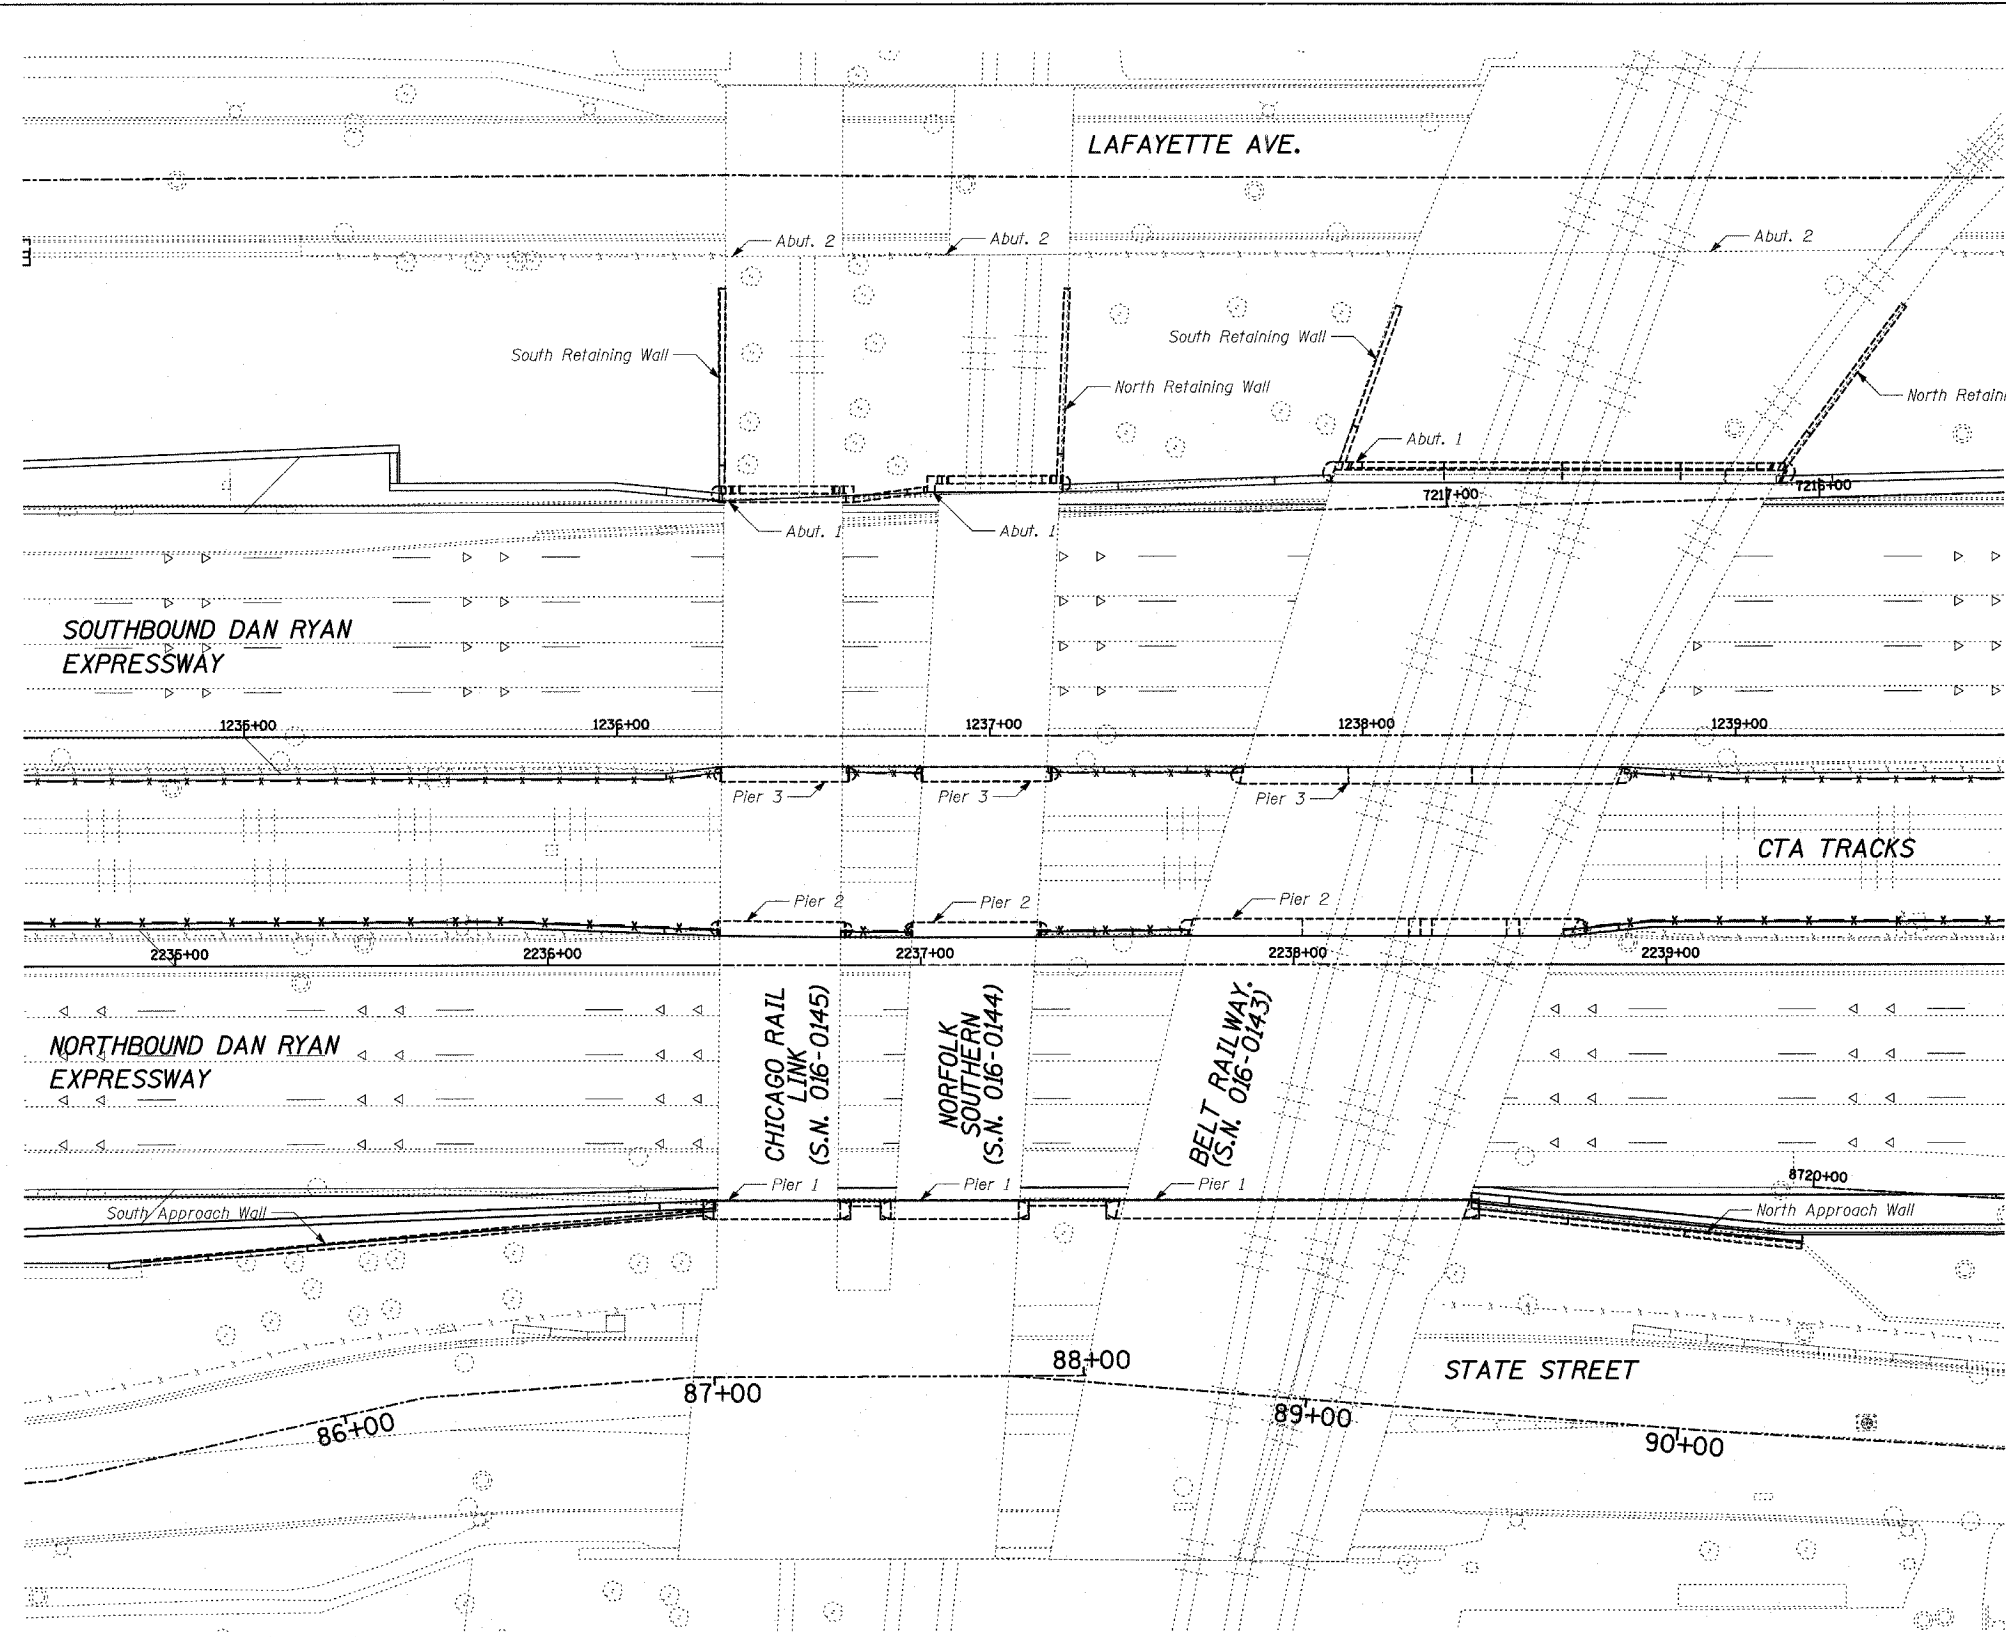 LAFAYETTE AVE.
Abut. 2
Abut. 2
Abut. 2
South Retaining Wall
North Retaining Wall
South Retaining Wall
North Retaini
Abut. 1
7217+00
7216+00
Abut. 1
Abut. 1
SOUTHBOUND DAN RYAN
EXPRESSWAY
1235+00
1236+00
1237+00
1238+00
1239+00
Pier 3
Pier 3
Pier 3
CTA TRACKS
Pier 2
Pier 2
Pier 2
2235+00
2236+00
2237+00
2238+00
2239+00
NORTHBOUND DAN RYAN
EXPRESSWAY
CHICAGO RAIL
LINK
(S.N. 016-0145)
NORFOLK
SOUTHERN
(S.N. 016-0144)
BELT RAILWAY.
(S.N. 016-0143)
Pier 1
Pier 1
Pier 1
8720+00
South Approach Wall
North Approach Wall
STATE STREET
86+00
87+00
88+00
89+00
90+00